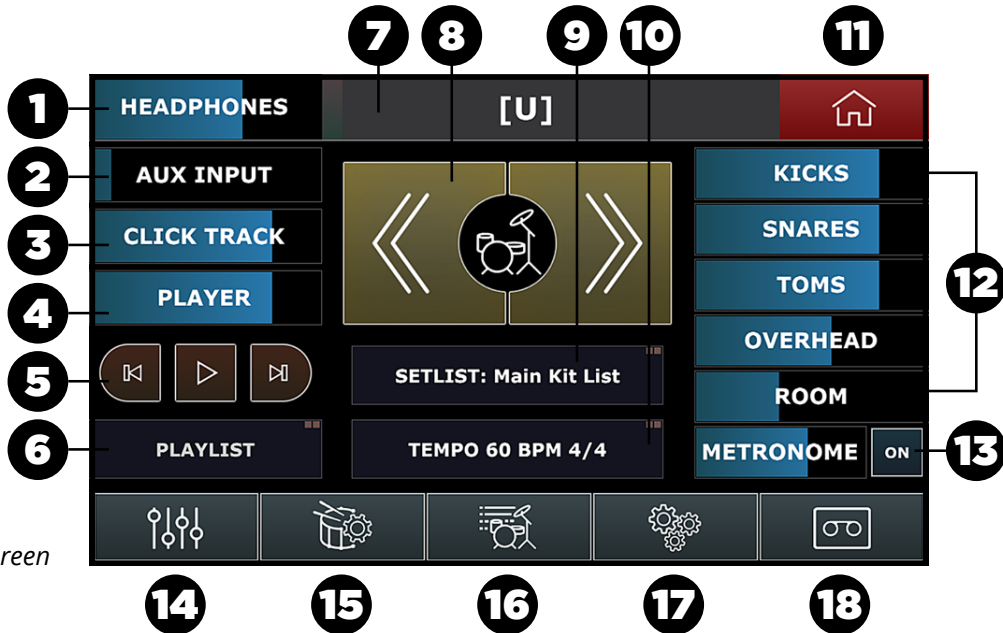 7 8 9 10 11
1 HEADPHONES [U]
2 AUX INPUT KICKS
3 CLICK TRACK SNARES
4 PLAYER TOMS 12
OVERHEAD
5 SETLIST: Main Kit List ROOM
6 PLAYLIST TEMPO 60 BPM 4/4 METRONOME ON 13
reen
14 15 16 17 18